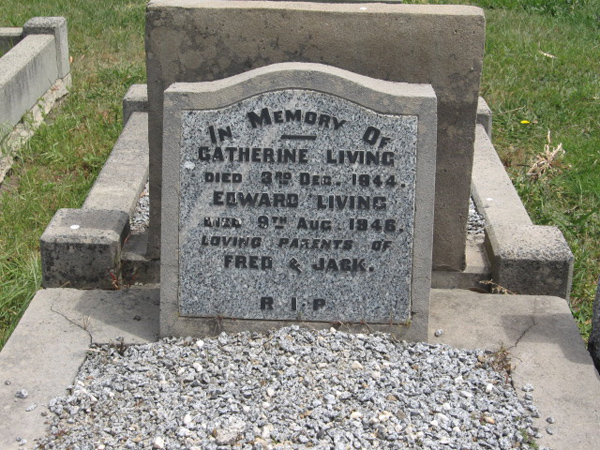 IN MEMORY OF
CATHERINE LIVING
DIED 3RD DEC. 1944.
EDWARD LIVING
DIED 9TH AUG. 1946.
LOVING PARENTS OF
FRED & JACK.
R.I.P